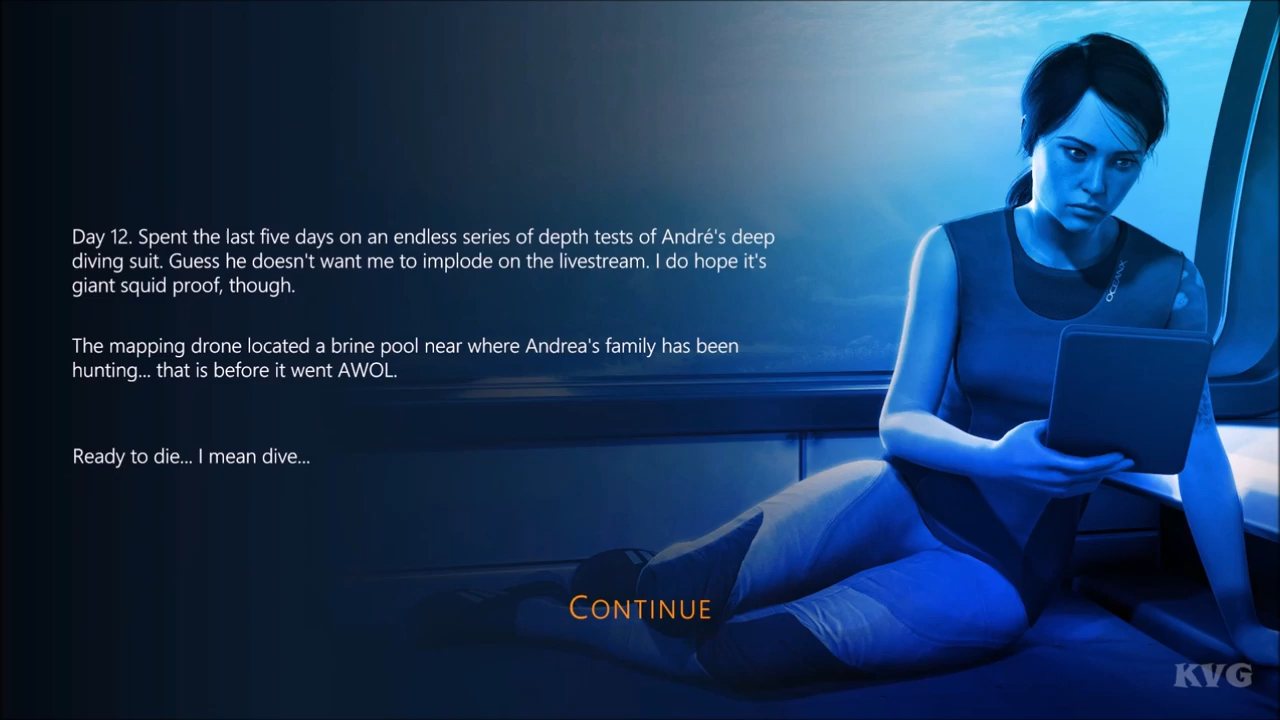 Day 12. Spent the last five days on an endless series of depth tests of André's deep
diving suit. Guess he doesn't want me to implode on the livestream. I do hope it's
giant squid proof, though.
The mapping drone located a brine pool near where Andrea's family has been
hunting... that is before it went AWOL.
Ready to die... I mean dive...
OCEANX
CONTINUE
KVG